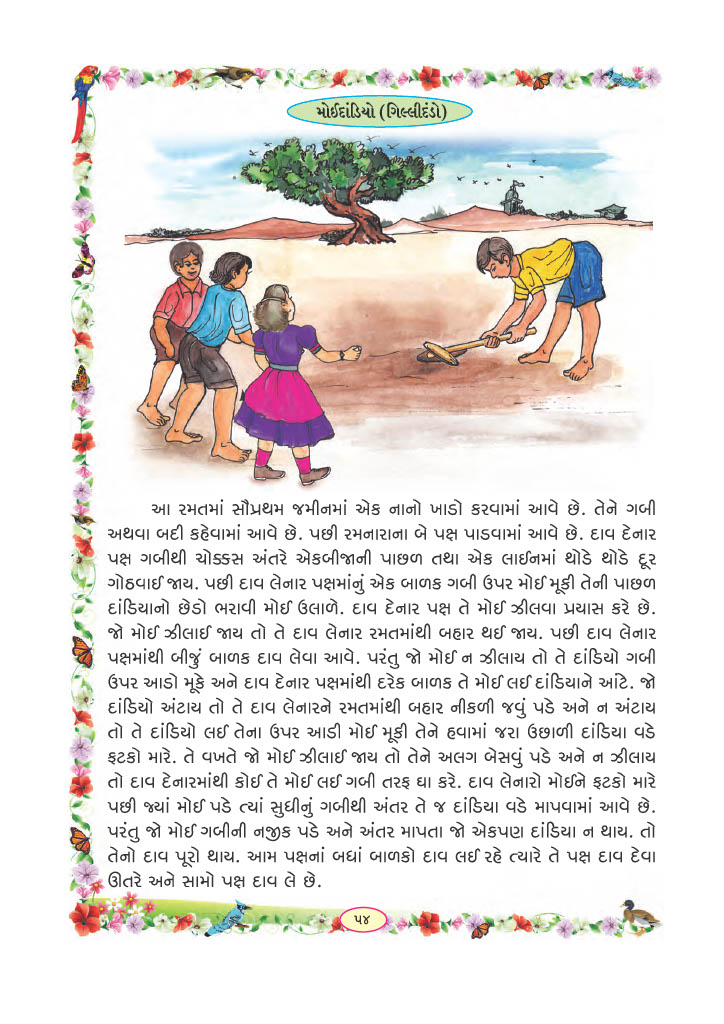 મોઈદાંડિયો (ગિલ્લીદંડો)
આ રમતમાં સૌપ્રથમ જમીનમાં એક નાનો ખાડો કરવામાં આવે છે. તેને ગબી
અથવા બદી કહેવામાં આવે છે. પછી રમનારાના બે પક્ષ પાડવામાં આવે છે. દાવ દેનાર
પક્ષ ગબીથી ચોક્કસ અંતરે એકબીજાની પાછળ તથા એક લાઈનમાં થોડે થોડે દૂર
ગોઠવાઈ જાય. પછી દાવ લેનાર પક્ષમાંનું એક બાળક ગબી ઉપર મોઈ મૂકી તેની પાછળ
દાંડિયાનો છેડો ભરાવી મોઈ ઉલાળે. દાવ દેનાર પક્ષ તે મોઈ ઝીલવા પ્રયાસ કરે છે.
જો મોઈ ઝીલાઈ જાય તો તે દાવ લેનાર રમતમાંથી બહાર થઈ જાય. પછી દાવ લેનાર
પક્ષમાંથી બીજું બાળક દાવ લેવા આવે. પરંતુ જો મોઈ ન ઝીલાય તો તે દાંડિયો ગબી
ઉપર આડો મૂકે અને દાવ દેનાર પક્ષમાંથી દરેક બાળક તે મોઈ લઈ દાંડિયાને આંટે. જો
દાંડિયો અંટાય તો તે દાવ લેનારને રમતમાંથી બહાર નીકળી જવું પડે અને ન અંટાય
તો તે દાંડિયો લઈ તેના ઉપર આડી મોઈ મૂકી તેને હવામાં જરા ઉછાળી દાંડિયા વડે
ફટકો મારે. તે વખતે જો મોઈ ઝીલાઈ જાય તો તેને અલગ બેસવું પડે અને ન ઝીલાય
તો દાવ દેનારમાંથી કોઈ તે મોઈ લઈ ગબી તરફ ઘા કરે. દાવ લેનારો મોઈને ફટકો મારે
પછી જ્યાં મોઈ પડે ત્યાં સુધીનું ગબીથી અંતર તે જ દાંડિયા વડે માપવામાં આવે છે.
પરંતુ જો મોઈ ગબીની નજીક પડે અને અંતર માપતા જો એકપણ દાંડિયા ન થાય. તો
તેનો દાવ પૂરો થાય. આમ પક્ષનાં બધાં બાળકો દાવ લઈ રહે ત્યારે તે પક્ષ દાવ દેવા
ઊતરે અને સામો પક્ષ દાવ લે છે.
૫૪